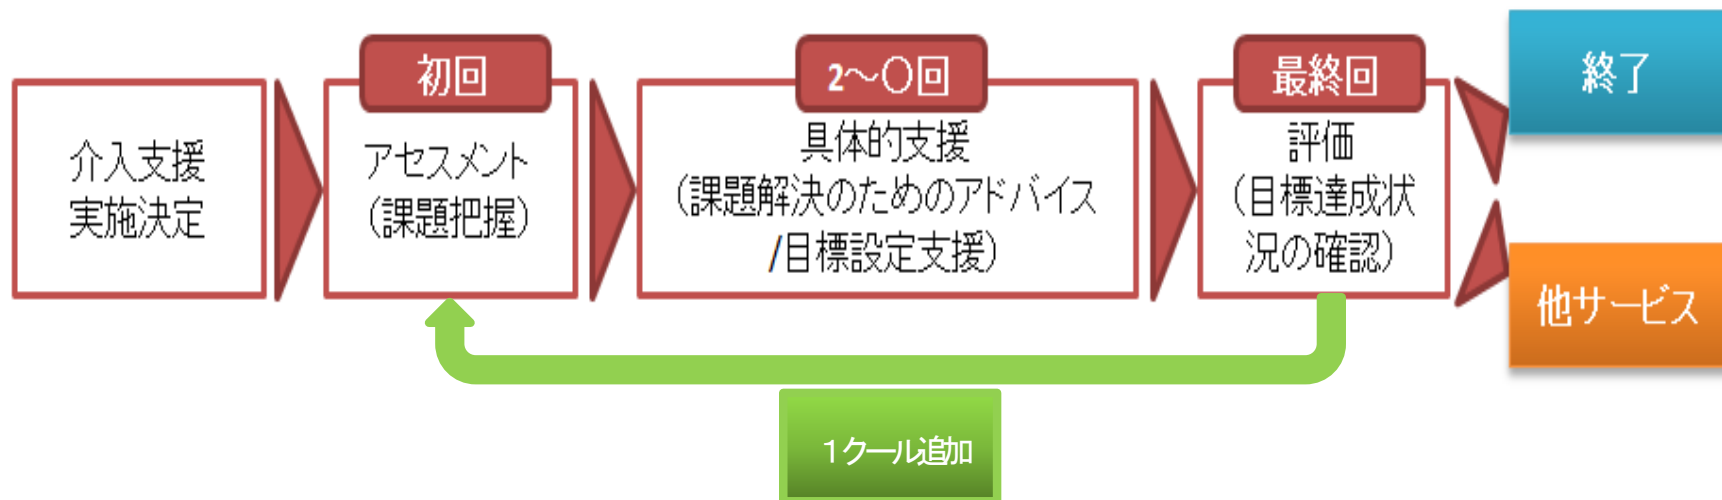 介入支援
実施決定
初回
アセスメント
（課題把握）
2～〇回
具体的支援
（課題解決のためのアドバイス
/目標設定支援）
最終回
評価
（目標達成状
況の確認）
終了
他サービス
１クール追加